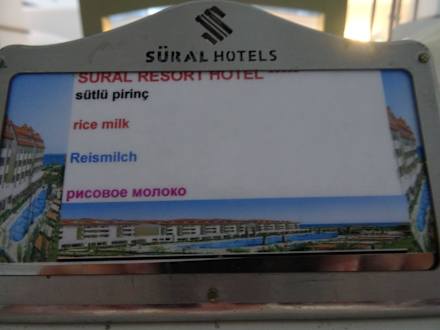 SÜRAL HOTELS
SURAL RESORT HOTEL
sütlü pirinç
rice milk
Reismilch
рисовое молоко